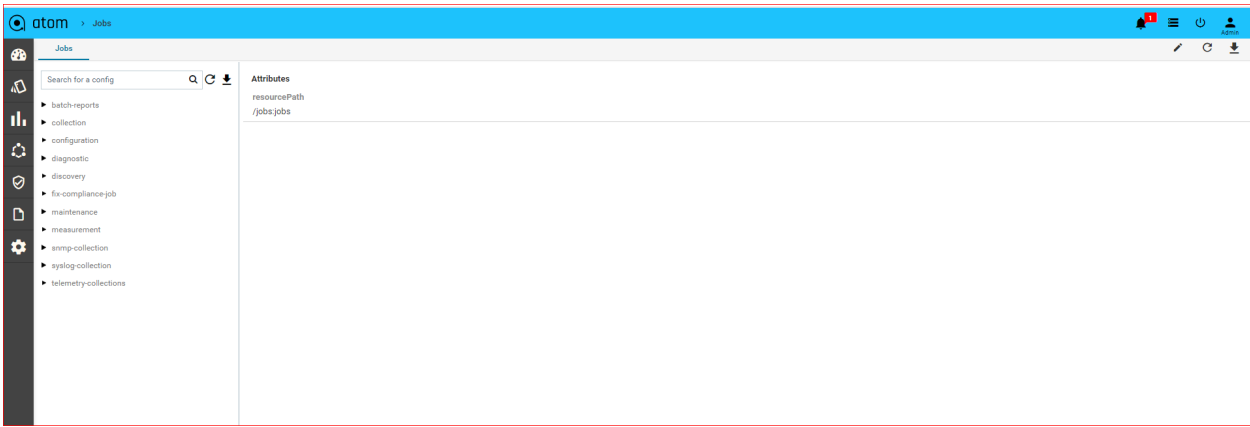 atom > Jobs
1
Admin
Jobs
Search for a config
batch-reports
collection
configuration
diagnostic
discovery
fix-compliance-job
maintenance
measurement
snmp-collection
syslog-collection
telemetry-collections
Attributes
resourcePath
/jobs:jobs